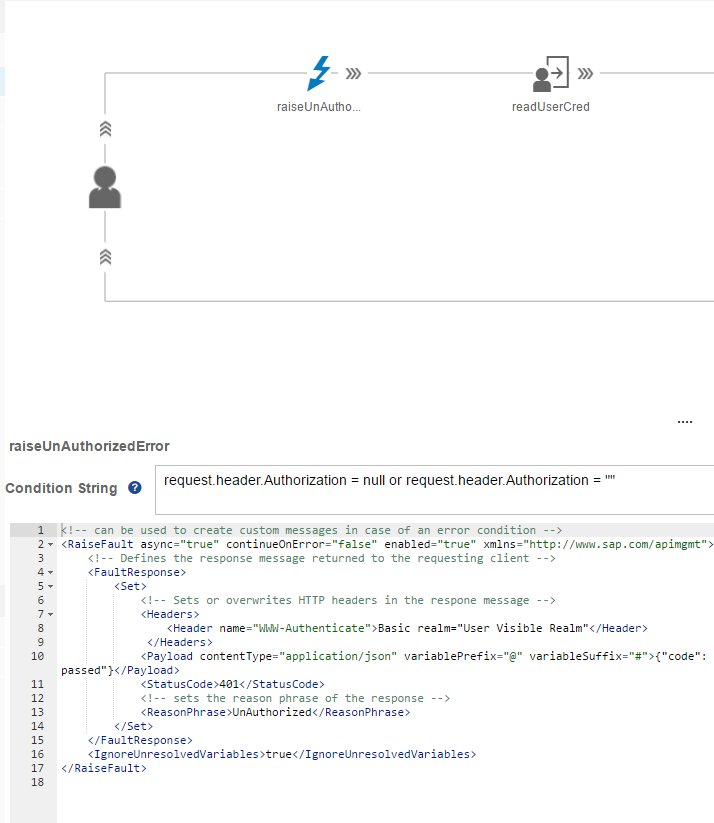 raiseUnAutho...
readUserCred
....
raiseUnAuthorizedError
Condition String ?
request.header.Authorization = null or request.header.Authorization = ""
1 <!-- can be used to create custom messages in case of an error condition -->
2 <RaiseFault async="true" continueOnError="false" enabled="true" xmlns="http://www.sap.com/apimgmt">
3 <!-- Defines the response message returned to the requesting client -->
4 <FaultResponse>
5 <Set>
6 <!-- Sets or overwrites HTTP headers in the respone message -->
7 <Headers>
8 <Header name="WWW-Authenticate">Basic realm="User Visible Realm"</Header>
9 </Headers>
10 <Payload contentType="application/json" variablePrefix="@" variableSuffix="#">{"code":
passed"}</Payload>
11 <StatusCode>401</StatusCode>
12 <!-- sets the reason phrase of the response -->
13 <ReasonPhrase>UnAuthorized</ReasonPhrase>
14 </Set>
15 </FaultResponse>
16 <IgnoreUnresolvedVariables>true</IgnoreUnresolvedVariables>
17 </RaiseFault>
18